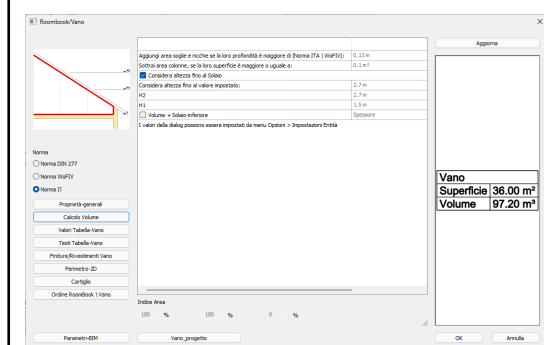 Roombook/Vano
Aggiorna
Aggiungi area soglie e nicchie se la loro profondità è maggiore di (Norma ITA | WoFIV): 0.13 m
Sottrai area colonne, se la loro superficie è maggiore o uguale a: 0.1 m²
Considera altezza fino al Solaio
Considera altezza fino al valore impostato: 2.7 m
H2 2.7 m
H1 1.5 m
Volume + Solaio-inferiore Spessore
I valori della dialog possono essere impostati da menu Opzioni > Impostazioni Entità
Norma
Norma DIN 277
Norma WoFIV
Norma IT
Proprietà-generali
Calcolo Volume
Valori Tabella-Vano
Testi Tabella-Vano
Finiture/Rivestimenti Vano
Perimetro-2D
Cartiglio
Ordine RoomBook \ Vano
Vano
Superficie 36.00 m²
Volume 97.20 m³
Indice Area
100 % 100 % 0 %
Parametri-BIM
Vano_progetto
OK
Annulla